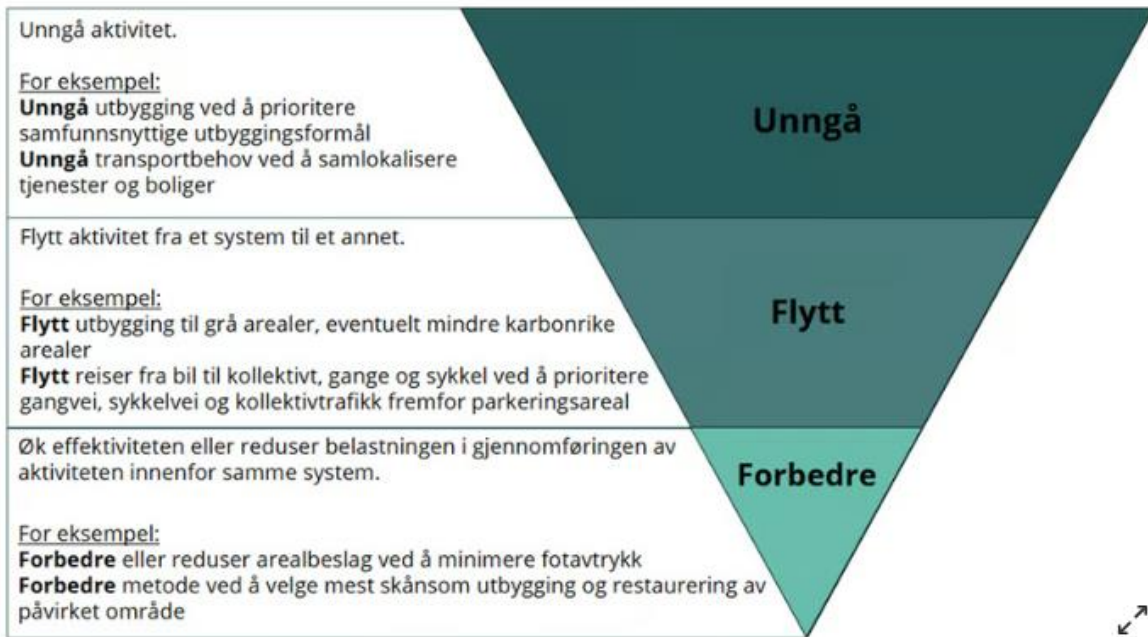 Unngå aktivitet.
For eksempel:
Unngå utbygging ved å prioritere
samfunnsnyttige utbyggingsformål
Unngå transportbehov ved å samlokalisere
tjenester og boliger
Unngå
Flytt aktivitet fra et system til et annet.
For eksempel:
Flytt utbygging til grå arealer, eventuelt mindre karbonrike
arealer
Flytt reiser fra bil til kollektivt, gange og sykkel ved å prioritere
gangvei, sykkelvei og kollektivtrafikk fremfor parkeringsareal
Flytt
Øk effektiviteten eller reduser belastningen i gjennomføringen av
aktiviteten innenfor samme system.
For eksempel:
Forbedre eller reduser arealbeslag ved å minimere fotavtrykk
Forbedre metode ved å velge mest skånsom utbygging og restaurering av
påvirket område
Forbedre